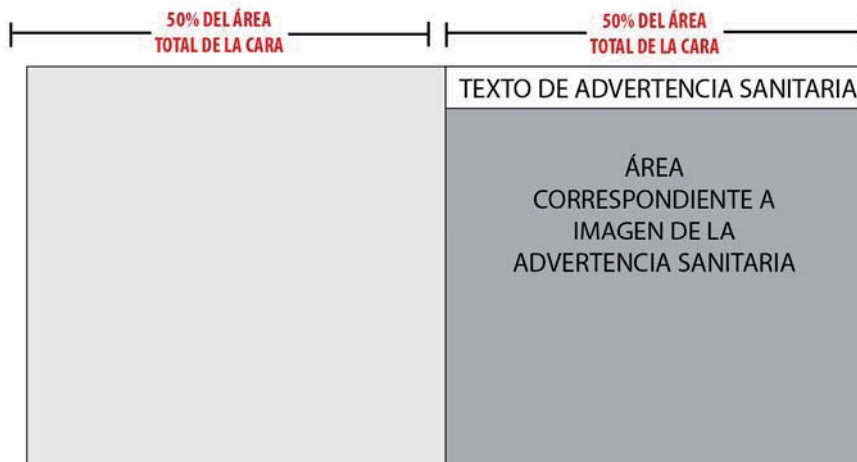 50% DEL ÁREA
TOTAL DE LA CARA
50% DEL ÁREA
TOTAL DE LA CARA
TEXTO DE ADVERTENCIA SANITARIA
ÁREA
CORRESPONDIENTE A
IMAGEN DE LA
ADVERTENCIA SANITARIA